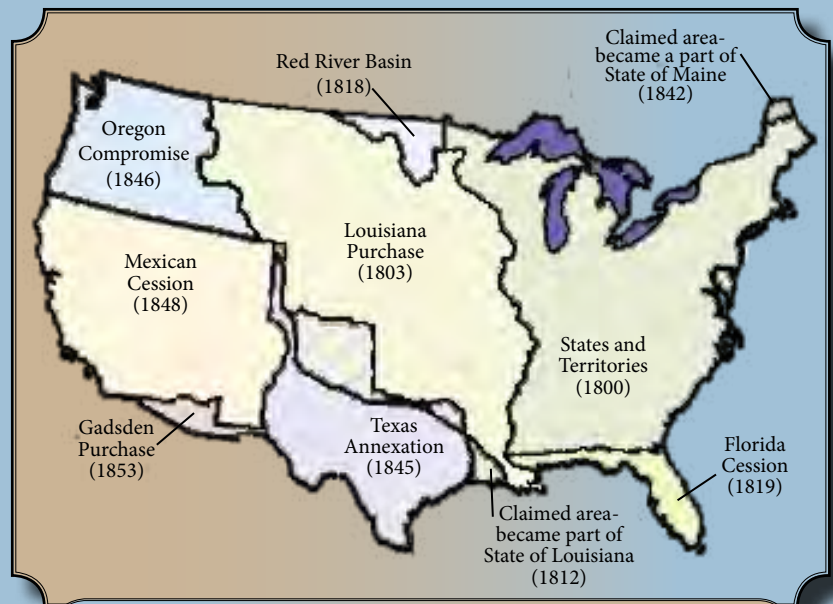 Claimed area-
became a part of
State of Maine
(1842)
Red River Basin
(1818)
Oregon
Compromise
(1846)
Louisiana
Purchase
(1803)
Mexican
Cession
(1848)
States and
Territories
(1800)
Gadsden
Purchase
(1853)
Texas
Annexation
(1845)
Florida
Cession
(1819)
Claimed area-
became part of
State of Louisiana
(1812)